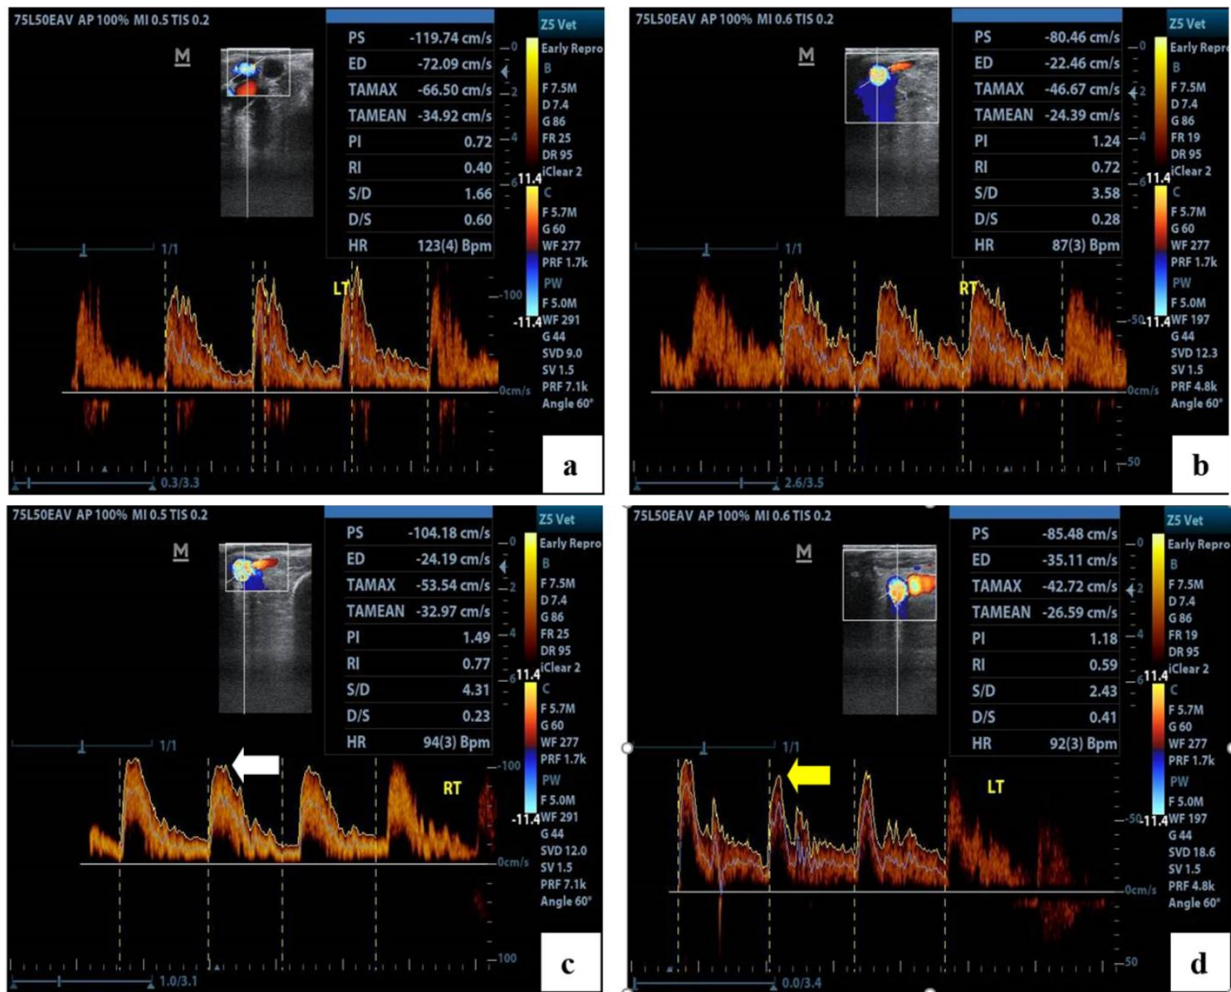 75L50EAV AP 100% MI 0.5 TIS 0.2
M
PS -119.74 cm/s
ED -72.09 cm/s
TAMAX -66.50 cm/s
TAMEAN -34.92 cm/s
PI 0.72
RI 0.40
S/D 1.66
D/S 0.60
HR 123(4) Bpm
0
2
4
6
Z5 Vet
Early Repro
B
F 7.5M
D 7.4
G 86
FR 25
DR 95
iClear 2
11.4
C
F 5.7M
G 60
WF 277
PRF 1.7k
PW
F 5.0M
-11.4
WF 291
G 44
SVD 9.0
SV 1.5
PRF 7.1k
Angle 60°
1/1
LT
-100
0cm/s
0.3/3.3
a
75L50EAV AP 100% MI 0.6 TIS 0.2
M
PS -80.46 cm/s
ED -22.46 cm/s
TAMAX -46.67 cm/s
TAMEAN -24.39 cm/s
PI 1.24
RI 0.72
S/D 3.58
D/S 0.28
HR 87(3) Bpm
0
2
4
6
Z5 Vet
Early Repro
B
F 7.5M
D 7.4
G 86
FR 19
DR 95
iClear 2
11.4
C
F 5.7M
G 60
WF 277
PRF 1.7k
PW
F 5.0M
-11.4
WF 197
G 44
SVD 12.3
SV 1.5
PRF 4.8k
Angle 60°
1/1
RT
-50
0cm/s
50
2.6/3.5
b
75L50EAV AP 100% MI 0.5 TIS 0.2
M
PS -104.18 cm/s
ED -24.19 cm/s
TAMAX -53.54 cm/s
TAMEAN -32.97 cm/s
PI 1.49
RI 0.77
S/D 4.31
D/S 0.23
HR 94(3) Bpm
0
2
4
6
Z5 Vet
Early Repro
B
F 7.5M
D 7.4
G 86
FR 25
DR 95
iClear 2
11.4
C
F 5.7M
G 60
WF 277
PRF 1.7k
PW
F 5.0M
-11.4
WF 291
G 44
SVD 12.0
SV 1.5
PRF 7.1k
Angle 60°
1/1
RT
-100
0cm/s
100
1.0/3.1
c
75L50EAV AP 100% MI 0.6 TIS 0.2
M
PS -85.48 cm/s
ED -35.11 cm/s
TAMAX -42.72 cm/s
TAMEAN -26.59 cm/s
PI 1.18
RI 0.59
S/D 2.43
D/S 0.41
HR 92(3) Bpm
0
2
4
6
Z5 Vet
Early Repro
B
F 7.5M
D 7.4
G 86
FR 19
DR 95
iClear 2
11.4
C
F 5.7M
G 60
WF 277
PRF 1.7k
PW
F 5.0M
-11.4
WF 197
G 44
SVD 18.6
SV 1.5
PRF 4.8k
Angle 60°
1/1
LT
-50
0cm/s
50
0.0/3.4
d